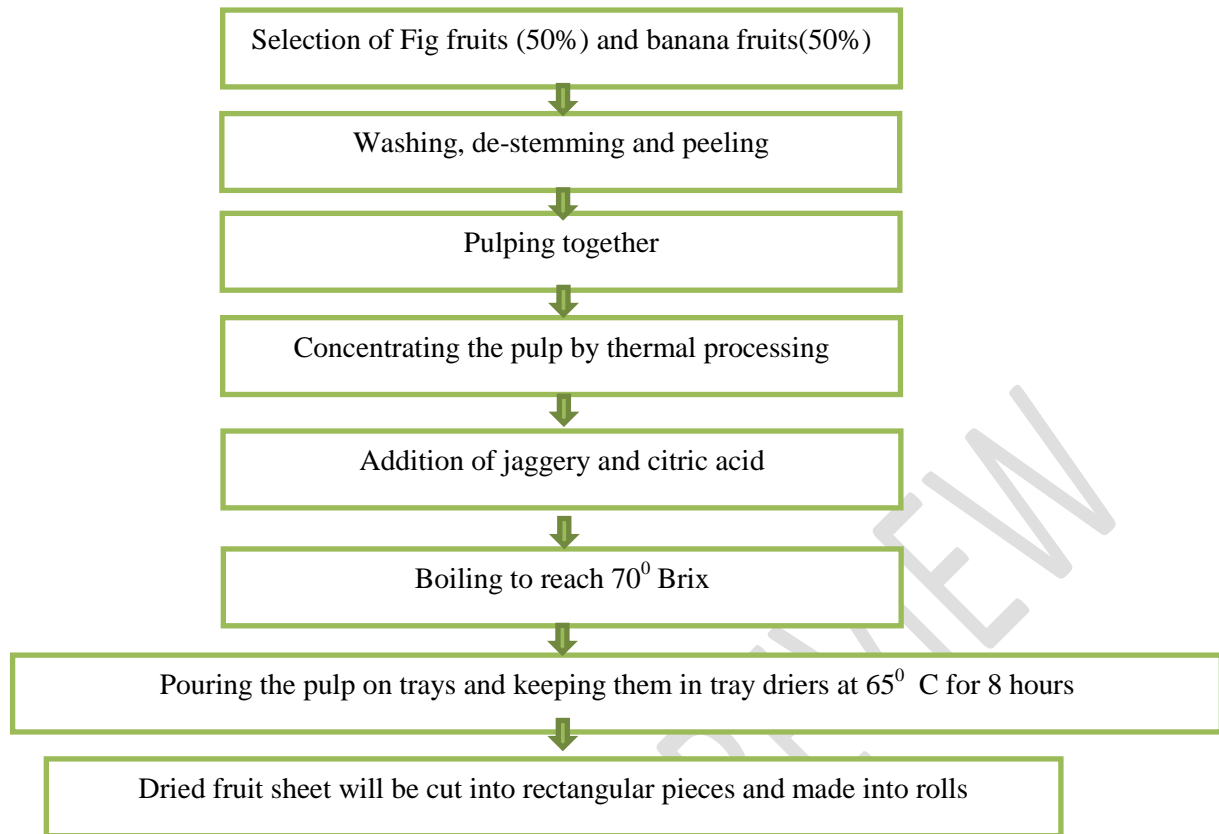 Selection of Fig fruits (50%) and banana fruits(50%)
Washing, de-stemming and peeling
Pulping together
Concentrating the pulp by thermal processing
Addition of jaggery and citric acid
Boiling to reach 70⁰ Brix
Pouring the pulp on trays and keeping them in tray driers at 65⁰ C for 8 hours
Dried fruit sheet will be cut into rectangular pieces and made into rolls
REVIEW